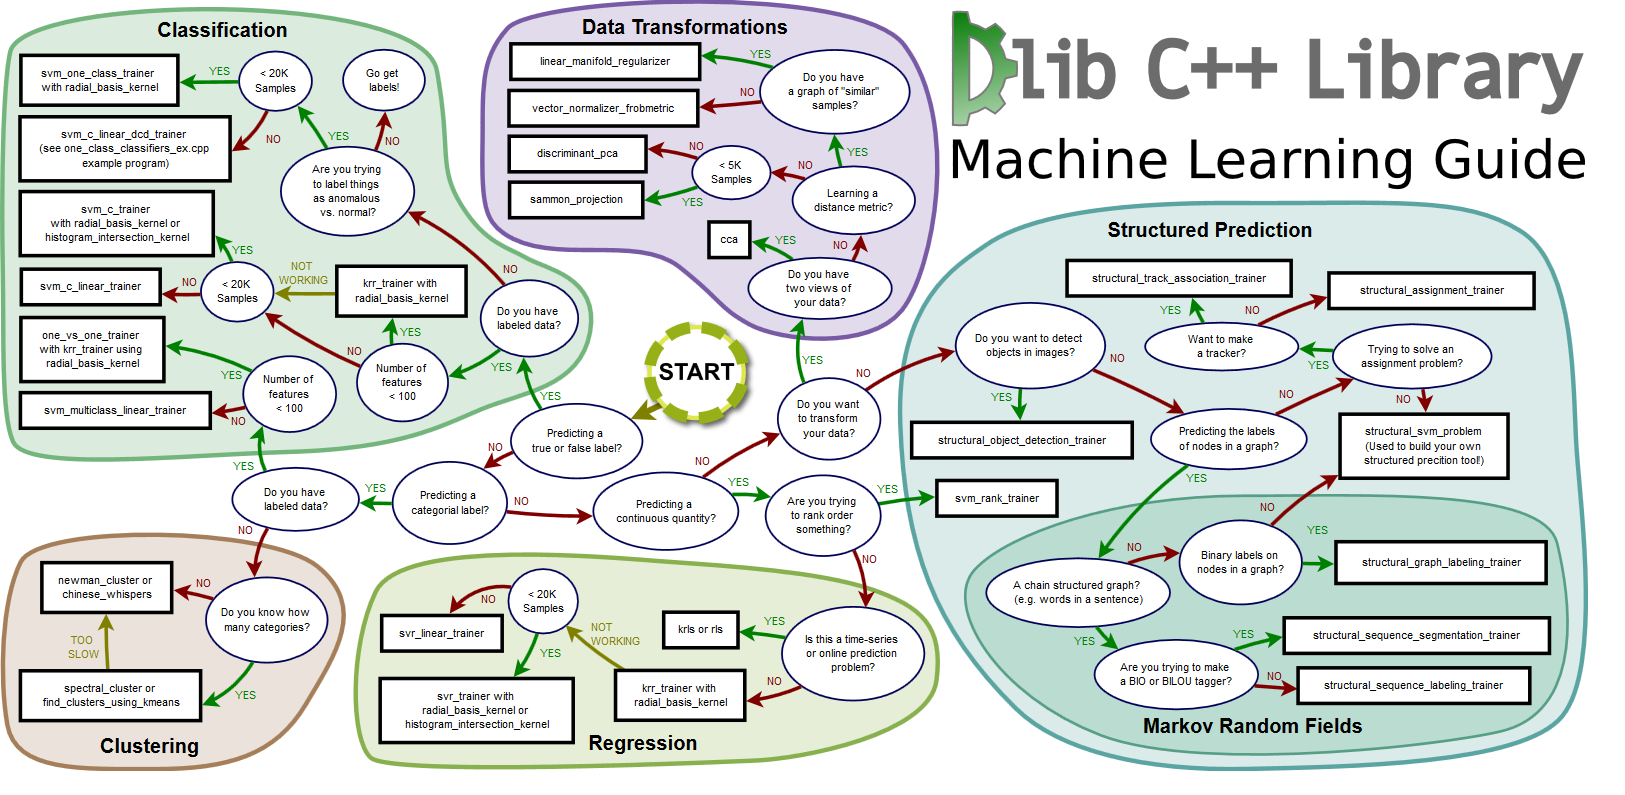 Classification
svm_one_class_trainer
with radial_basis_kernel
YES
< 20K
Samples
Go get
labels!
NO
YES
NO
svm_c_linear_dcd_trainer
(see one_class_classifiers_ex.cpp
example program)
Are you trying
to label things
as anomalous
vs. normal?
svm_c_trainer
with radial_basis_kernel or
histogram_intersection_kernel
YES
NO
NOT
WORKING
svm_c_linear_trainer
NO
< 20K
Samples
krr_trainer with
radial_basis_kernel
Do you have
labeled data?
one_vs_one_trainer
with krr_trainer using
radial_basis_kernel
YES
NO
YES
YES
Number of
features
< 100
Number of
features
< 100
svm_multiclass_linear_trainer
NO
YES
Data Transformations
linear_manifold_regularizer
YES
Do you have
a graph of "similar"
samples?
vector_normalizer_frobmetric
NO
discriminant_pca
NO
< 5K
Samples
NO
YES
sammon_projection
YES
Learning a
distance metric?
cca
YES
NO
Do you have
two views of
your data?
Dlib C++ Library
Machine Learning Guide
START
YES
Predicting a
true or false label?
NO
YES
Do you want
to transform
your data?
NO
Do you have
labeled data?
YES
Predicting a
categorial label?
NO
Predicting a
continuous quantity?
NO
YES
Are you trying
to rank order
something?
YES
NO
NO
Structured Prediction
structural_track_association_trainer
structural_assignment_trainer
YES
NO
Do you want to detect
objects in images?
NO
Want to make
a tracker?
YES
Trying to solve an
assignment problem?
YES
NO
NO
structural_object_detection_trainer
Predicting the labels
of nodes in a graph?
structural_svm_problem
(Used to build your own
structured precition tool!)
YES
svm_rank_trainer
NO
A chain structured graph?
(e.g. words in a sentence)
NO
Binary labels on
nodes in a graph?
YES
structural_graph_labeling_trainer
YES
Are you trying to make
a BIO or BILOU tagger?
YES
structural_sequence_segmentation_trainer
NO
structural_sequence_labeling_trainer
Markov Random Fields
newman_cluster or
chinese_whispers
NO
Do you know how
many categories?
TOO
SLOW
YES
spectral_cluster or
find_clusters_using_kmeans
Clustering
< 20K
Samples
NO
svr_linear_trainer
YES
NOT
WORKING
krls or rls
YES
Is this a time-series
or online prediction
problem?
NO
svr_trainer with
radial_basis_kernel or
histogram_intersection_kernel
krr_trainer with
radial_basis_kernel
Regression